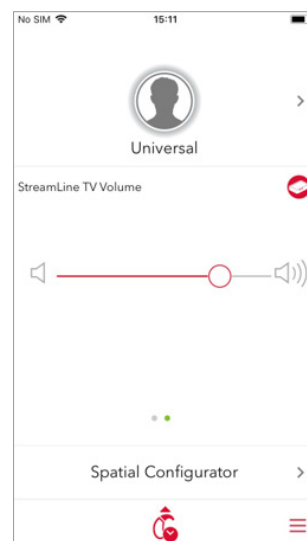 No SIM 15:11
Universal
StreamLine TV Volume
Spatial Configurator